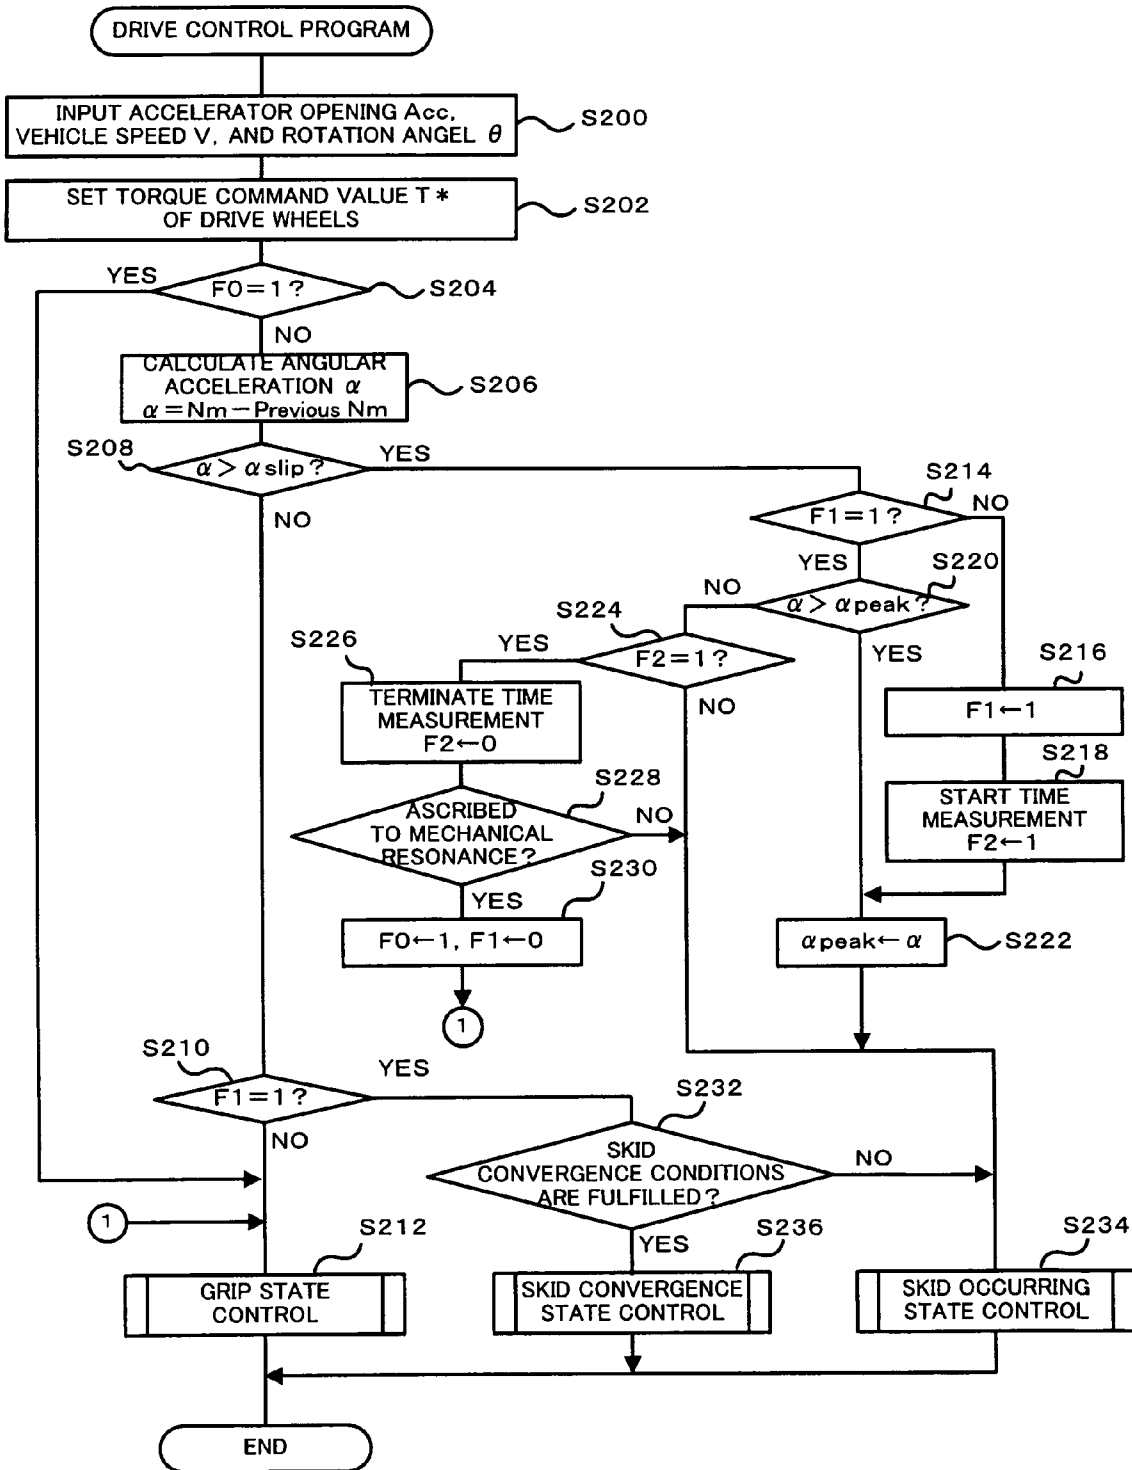 DRIVE CONTROL PROGRAM
INPUT ACCELERATOR OPENING Acc,
VEHICLE SPEED V, AND ROTATION ANGEL θ
S200
SET TORQUE COMMAND VALUE T*
OF DRIVE WHEELS
S202
YES
F0=1?
S204
NO
CALCULATE ANGULAR
ACCELERATION α
α=Nm-Previous Nm
S206
S208
α> αslip?
YES
NO
S214
F1=1?
NO
YES
S220
NO
α> αpeak?
YES
S224
YES
F2=1?
NO
S226
TERMINATE TIME
MEASUREMENT
F2←0
S216
F1←1
S218
START TIME
MEASUREMENT
F2←1
S228
ASCRIBED
TO MECHANICAL
RESONANCE?
NO
YES
S230
F0←1, F1←0
αpeak←α
S222
1
S210
F1=1?
YES
NO
S232
SKID
CONVERGENCE CONDITIONS
ARE FULFILLED?
NO
YES
1
S212
GRIP STATE
CONTROL
S236
SKID CONVERGENCE
STATE CONTROL
S234
SKID OCCURRING
STATE CONTROL
END